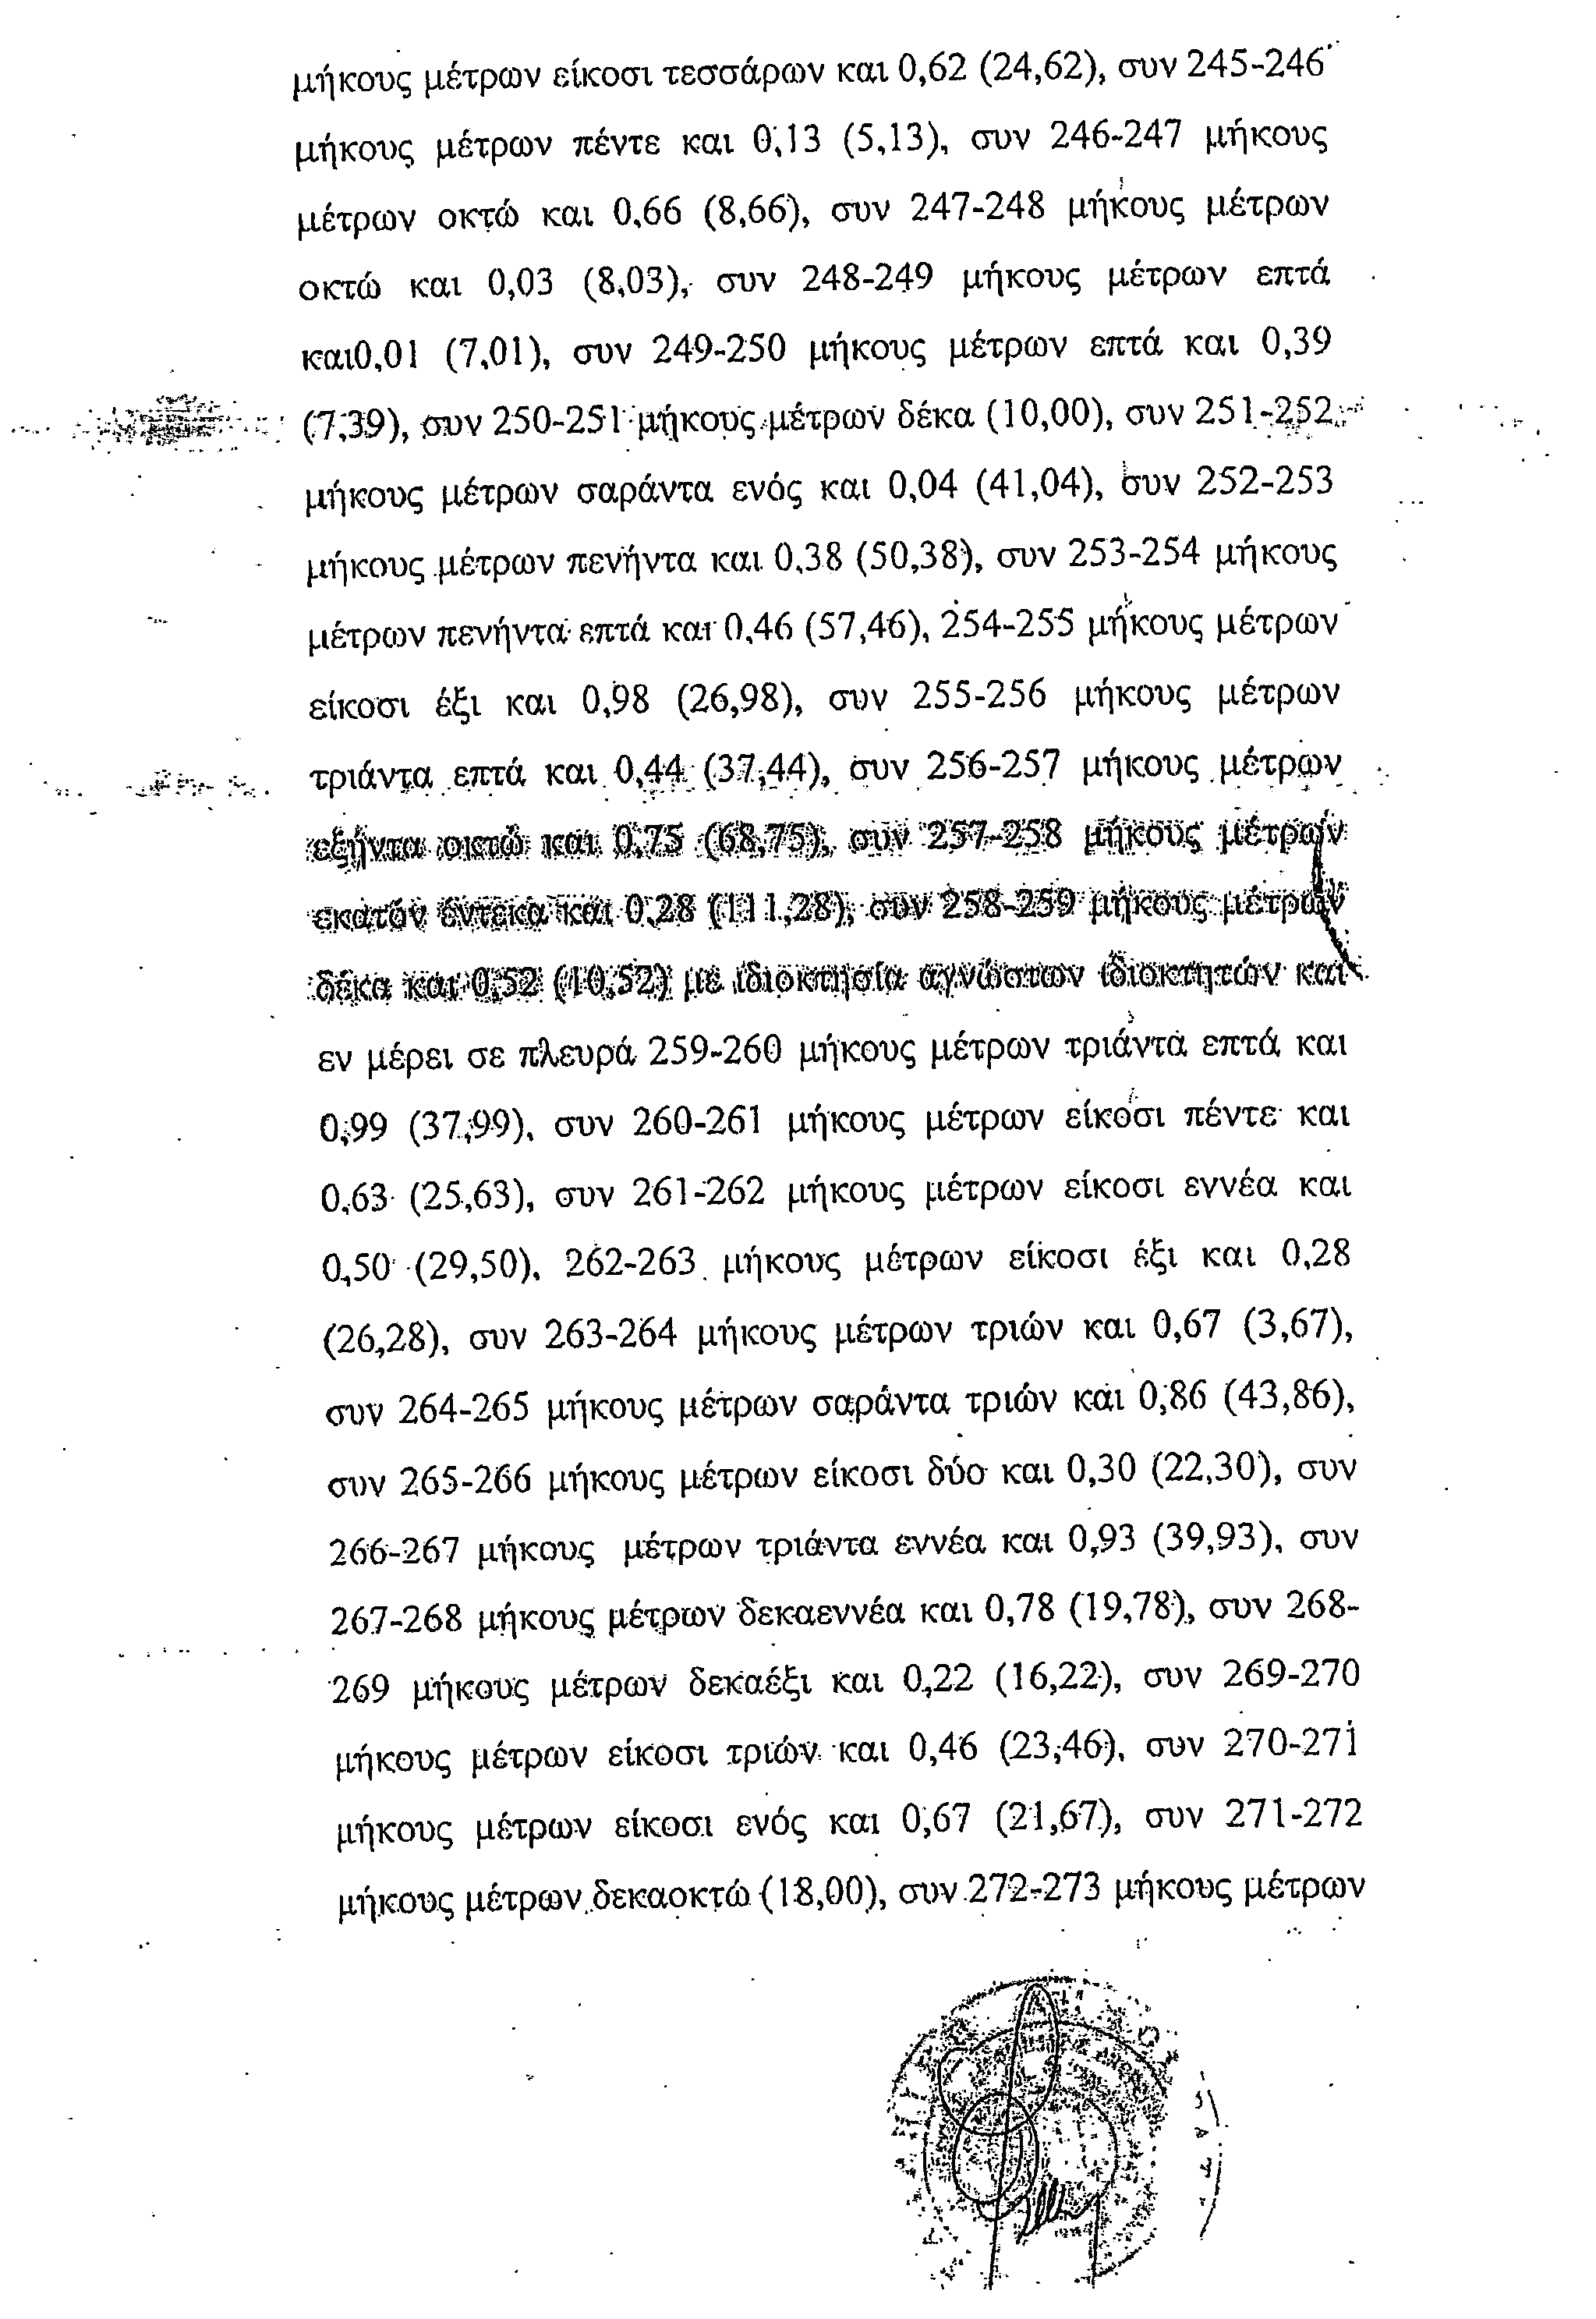 μήκους μέτρων είκοσι τεσσάρων και 0,62 (24,62), συν 245-246
μήκους μέτρων πέντε και 0,13 (5,13), συν 246-247 μήκους
μέτρων οκτώ και 0,66 (8,66), συν 247-248 μήκους μέτρων
οκτώ και 0,03 (8,03), συν 248-249 μήκους μέτρων επτά
και0,01 (7,01), συν 249-250 μήκους μέτρων επτά και 0,39
(7,39), συν 250-251 μήκους μέτρων δέκα (10,00), συν 251-252
μήκους μέτρων σαράντα ενός και 0,04 (41,04), συν 252-253
μήκους μέτρων πενήντα και 0,38 (50,38), συν 253-254 μήκους
μέτρων πενήντα επτά και 0,46 (57,46), 254-255 μήκους μέτρων
είκοσι έξι και 0,98 (26,98), συν 255-256 μήκους μέτρων
τριάντα επτά και 0,44 (37,44), συν 256-257 μήκους μέτρων
εξήντα οκτώ και 0,75 (68,75), συν 257-258 μήκους μέτρων
εκατόν έντεκα και 0,28 (111,28), συν 258-259 μήκους μέτρων
δέκα και 0,52 (10,52) με ιδιοκτησία αγνώστων ιδιοκτητών και
εν μέρει σε πλευρά 259-260 μήκους μέτρων τριάντα επτά και
0,99 (37,99), συν 260-261 μήκους μέτρων είκοσι πέντε και
0,63 (25,63), συν 261-262 μήκους μέτρων είκοσι εννέα και
0,50 (29,50), 262-263 μήκους μέτρων είκοσι έξι και 0,28
(26,28), συν 263-264 μήκους μέτρων τριών και 0,67 (3,67),
συν 264-265 μήκους μέτρων σαράντα τριών και 0,86 (43,86),
συν 265-266 μήκους μέτρων είκοσι δύο και 0,30 (22,30), συν
266-267 μήκους μέτρων τριάντα εννέα και 0,93 (39,93), συν
267-268 μήκους μέτρων δεκαεννέα και 0,78 (19,78), συν 268-
269 μήκους μέτρων δεκαέξι και 0,22 (16,22), συν 269-270
μήκους μέτρων είκοσι τριών και 0,46 (23,46), συν 270-271
μήκους μέτρων είκοσι ενός και 0,67 (21,67), συν 271-272
μήκους μέτρων δεκαοκτώ (18,00), συν 272-273 μήκους μέτρων